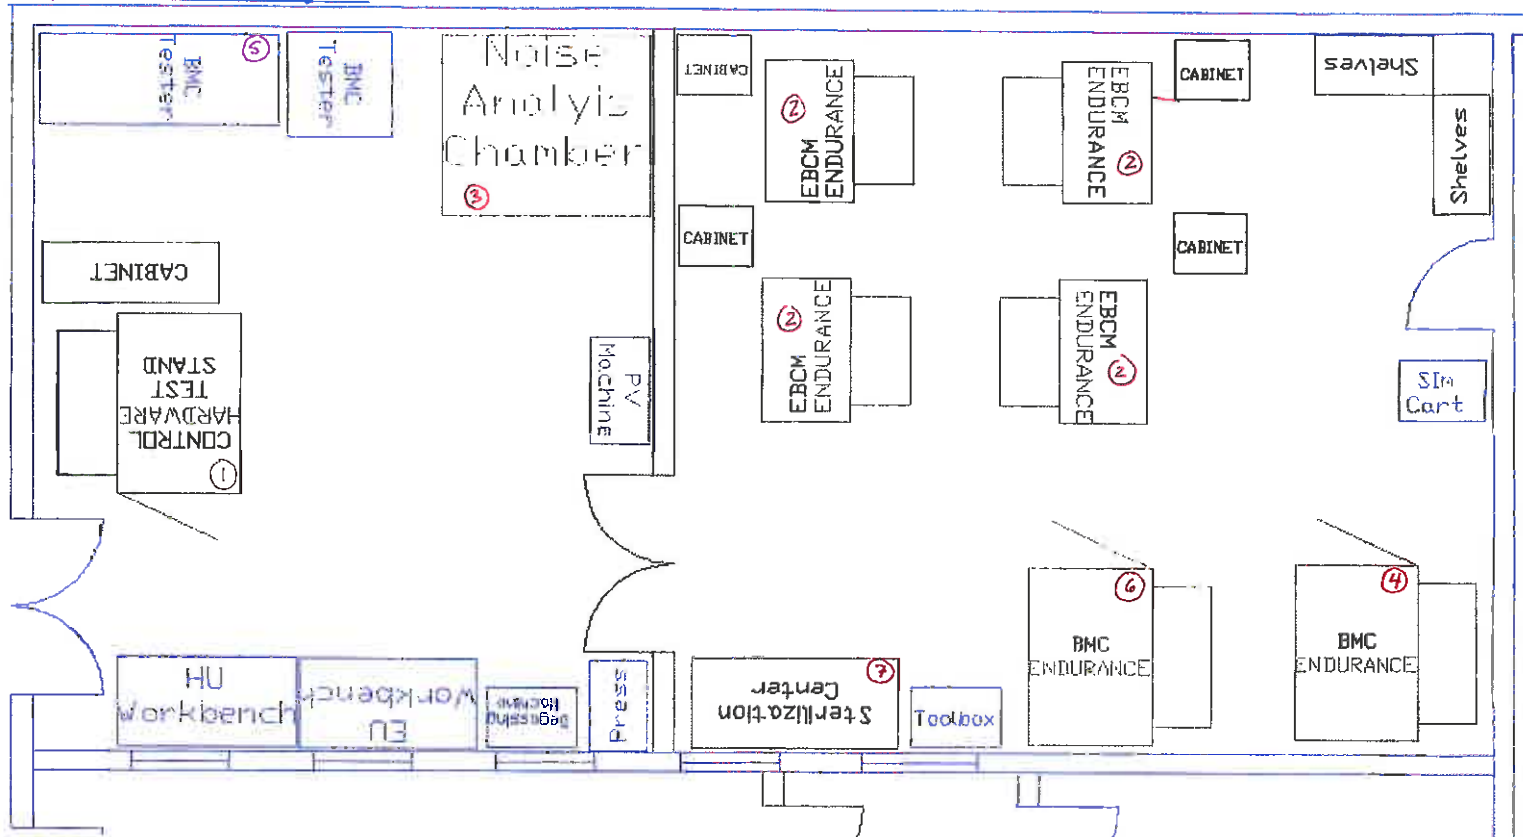 BMC
Tester
5
BMC
Tester
Noise
Analyis
Chamber
3
CABINET
CONTROL
HARDWARE
TEST
STAND
1
PV
Machine
HU
Workbench
EU
Workbench
Degassing
Machine
Press
CABINET
2
EBCM
ENDURANCE
EBCM
ENDURANCE
2
CABINET
Shelves
Shelves
CABINET
CABINET
2
EBCM
ENDURANCE
EBCM
ENDURANCE
2
SIm
Cart
7
Sterilization
Center
Toolbox
6
BMC
ENDURANCE
4
BMC
ENDURANCE